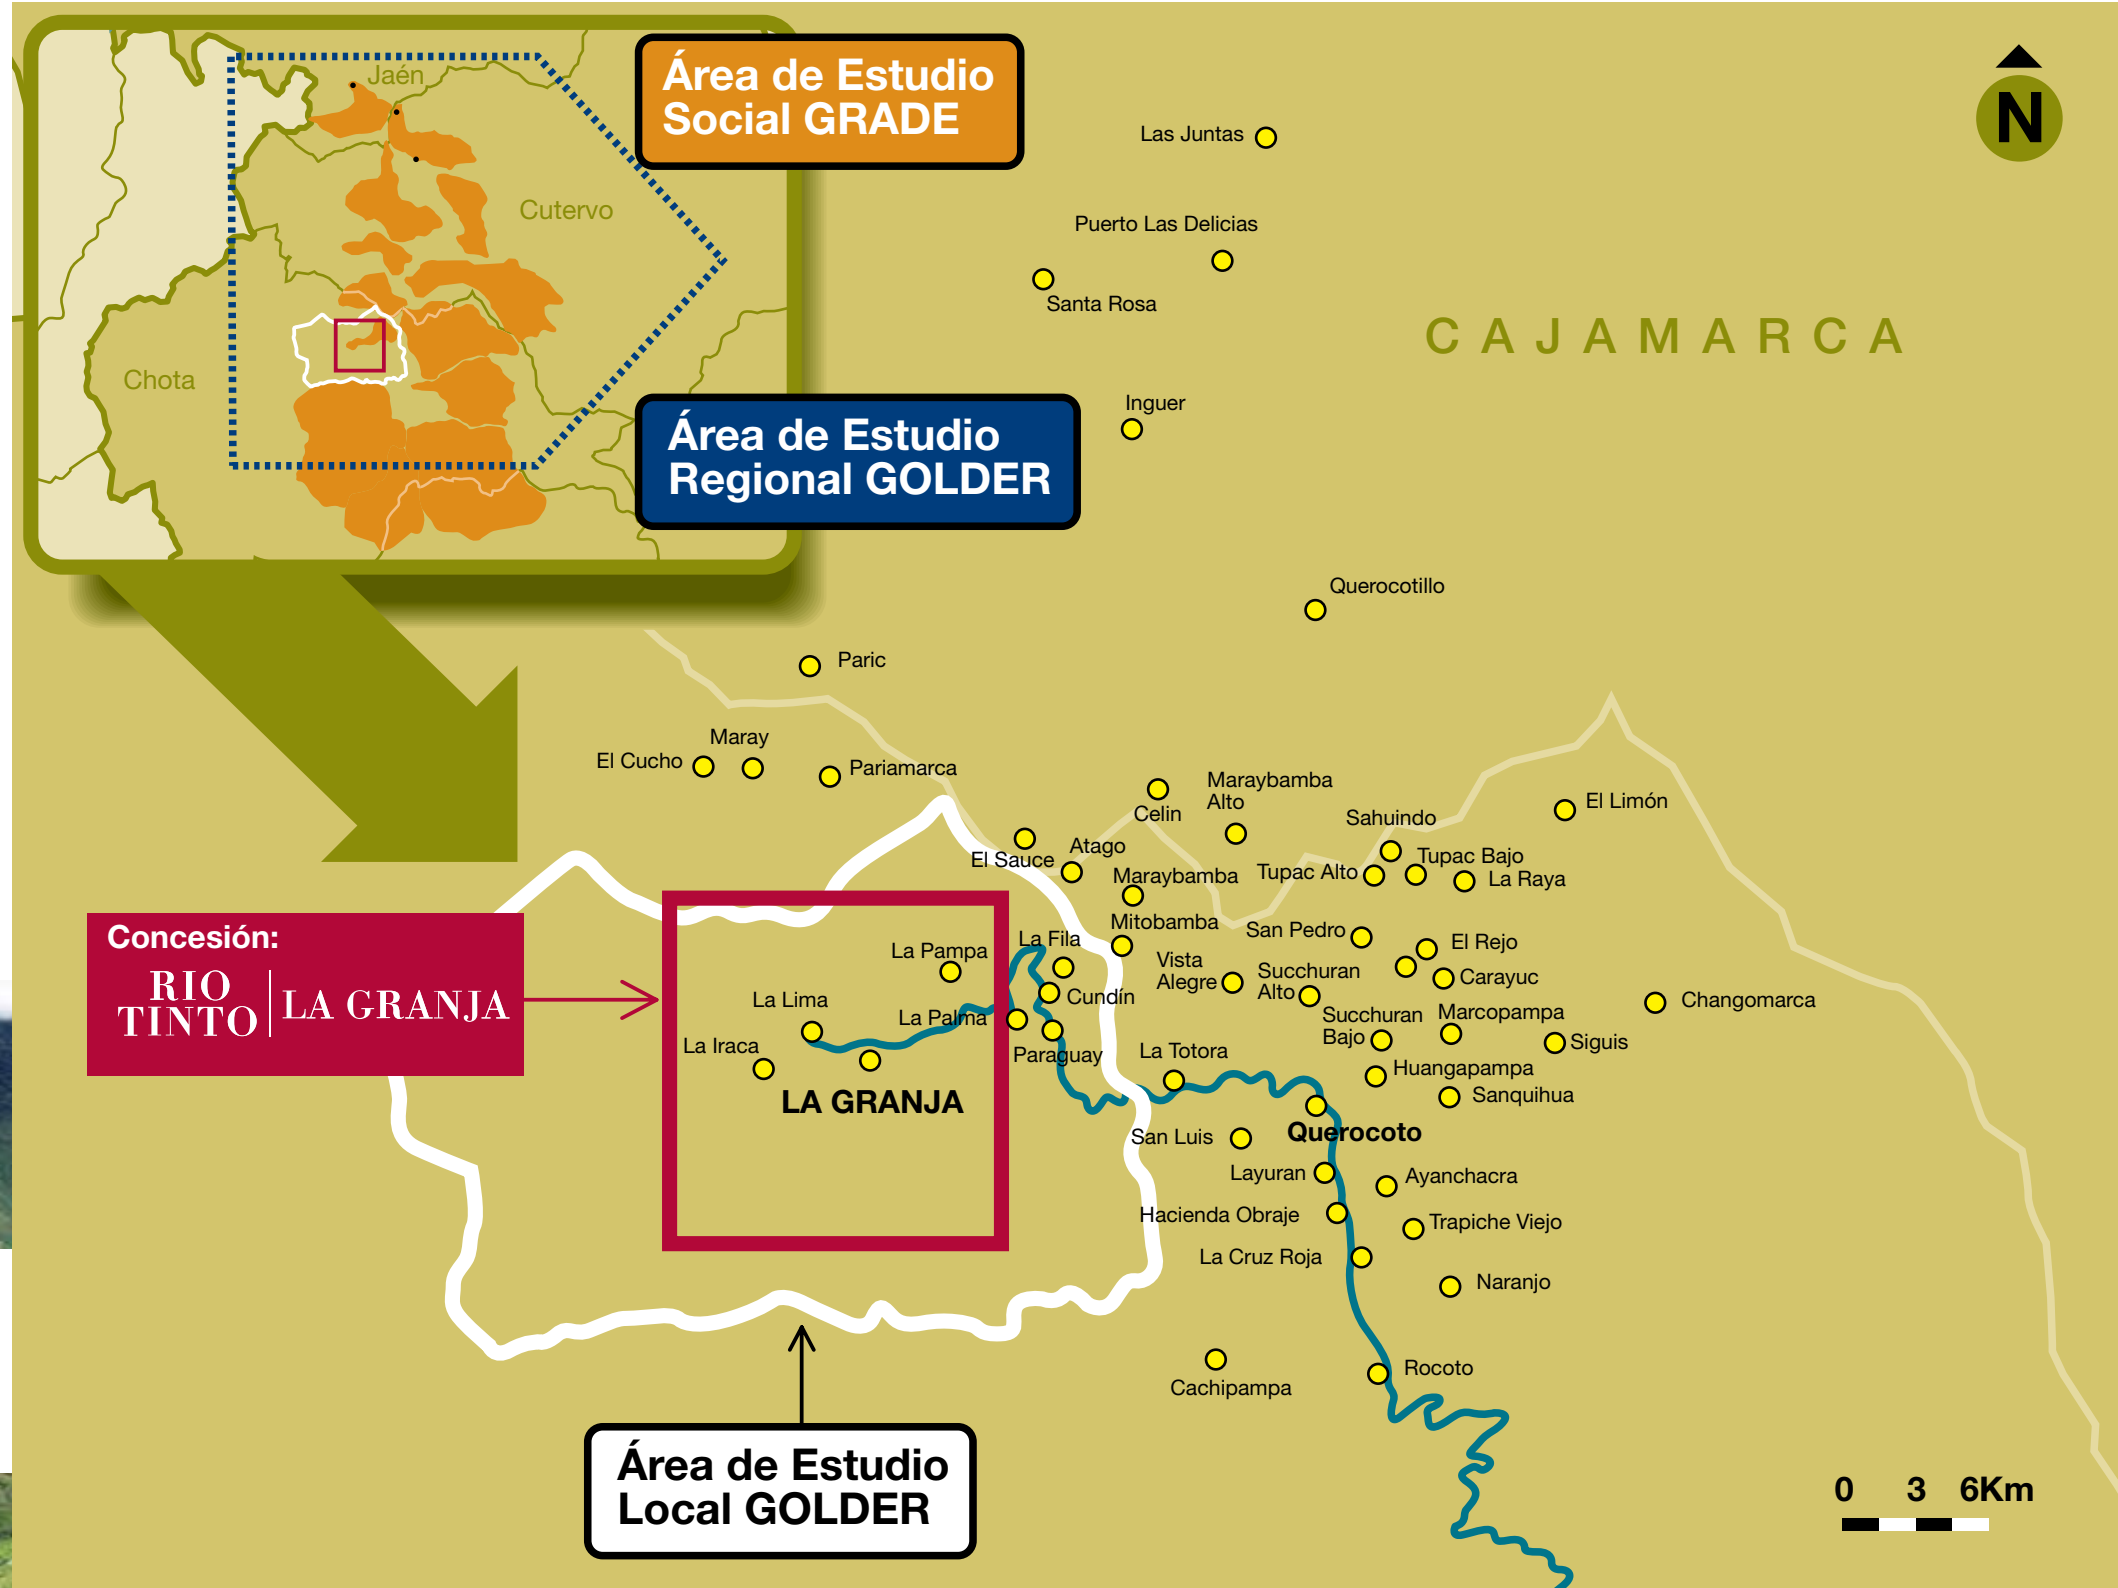 Jaén
Cutervo
Chota
Área de Estudio
Social GRADE
Área de Estudio
Regional GOLDER
N
Las Juntas
Puerto Las Delicias
Santa Rosa
CAJAMARCA
Inguer
Querocotillo
Paric
Maray
El Cucho
Pariamarca
Celin
Maraybamba
Alto
El Limón
Sahuindo
El Sauce
Atago
Tupac Bajo
Maraybamba
Tupac Alto
La Raya
Mitobamba
San Pedro
El Rejo
La Fila
La Pampa
Vista
Alegre
Succhuran
Alto
Carayuc
Cundín
La Lima
Changomarca
La Palma
Succhuran
Bajo
Marcopampa
Siguis
La Iraca
Paraguay
La Totora
Huangapampa
Sanquihua
LA GRANJA
San Luis
Querocoto
Layuran
Ayanchacra
Hacienda Obraje
Trapiche Viejo
La Cruz Roja
Naranjo
Rocoto
Cachipampa
Concesión:
RIO
TINTO
LA GRANJA
Área de Estudio
Local GOLDER
0 3 6Km